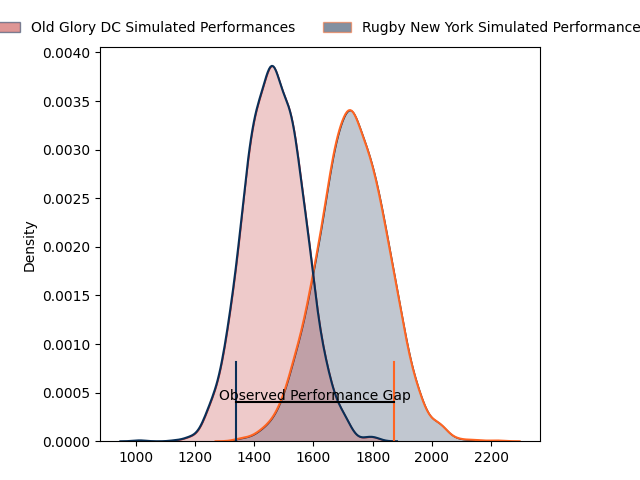 Old Glory DC Simulated Performances
Rugby New York Simulated Performance
0.0040
0.0035
0.0030
0.0025
0.0020
0.0015
0.0010
0.0005
0.0000
Density
Observed Performance Gap
1000 1200 1400 1600 1800 2000 2200